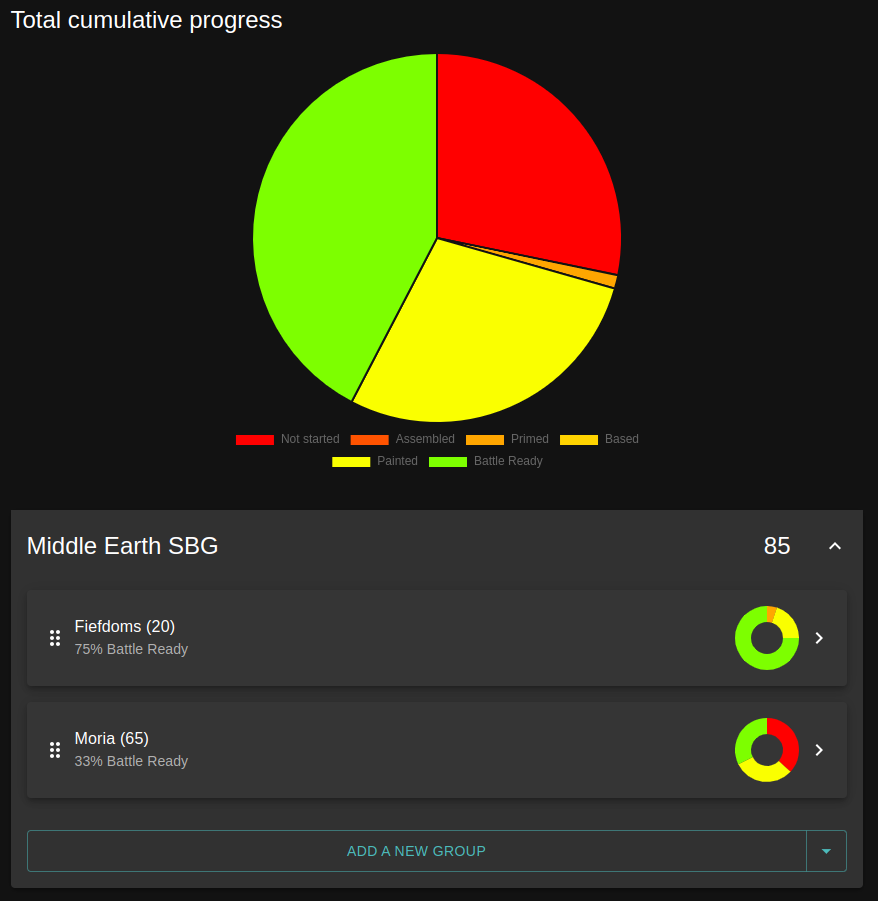 Total cumulative progress
Not started Assembled Primed Based
Painted Battle Ready
Middle Earth SBG 85
Fiefdoms (20)
75% Battle Ready
Moria (65)
33% Battle Ready
ADD A NEW GROUP